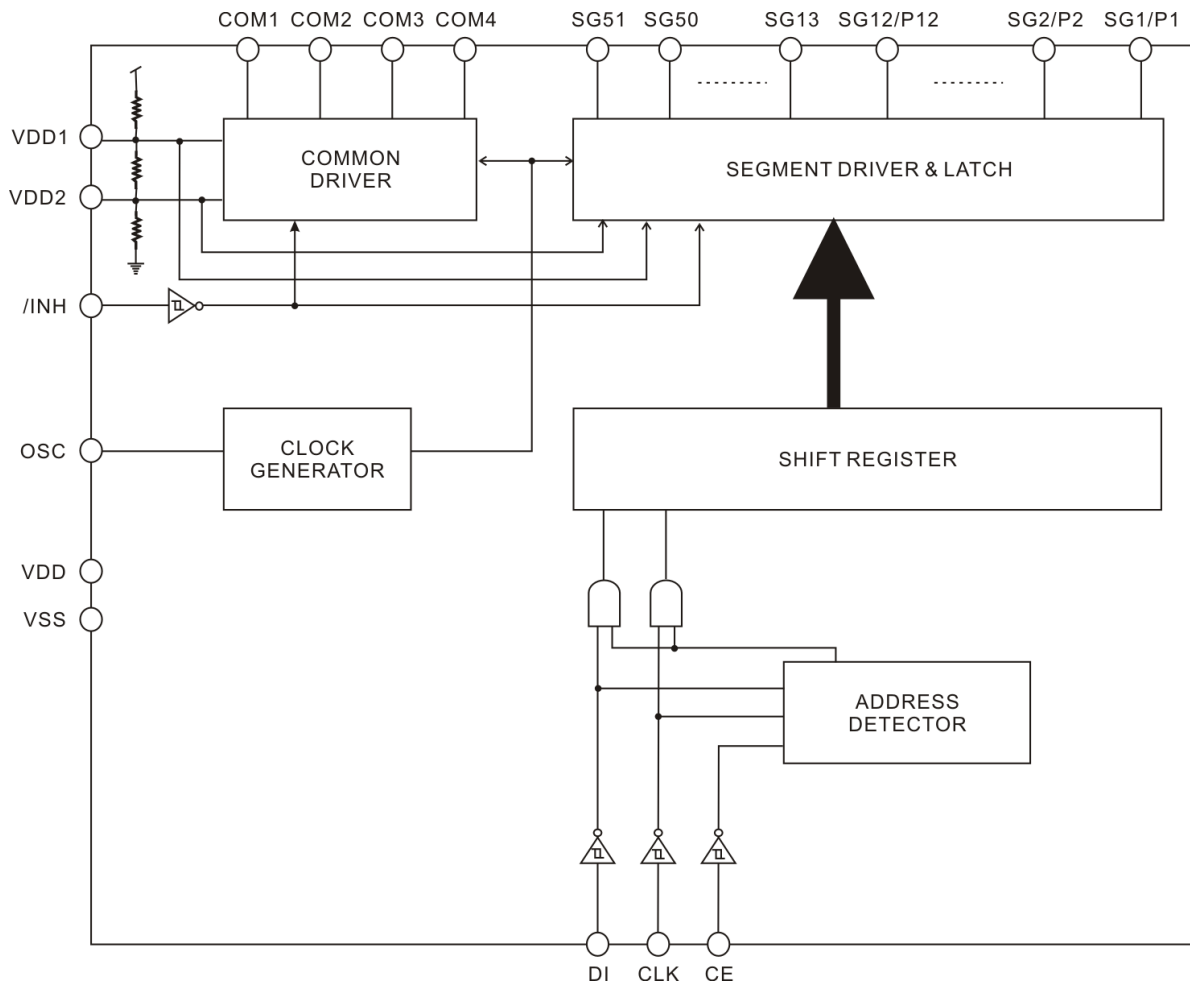 COM1 COM2 COM3 COM4 SG51 SG50 SG13 SG12/P12 SG2/P2 SG1/P1
VDD1
COMMON
DRIVER
SEGMENT DRIVER & LATCH
VDD2
/INH
OSC
CLOCK
GENERATOR
SHIFT REGISTER
VDD
VSS
ADDRESS
DETECTOR
DI CLK CE